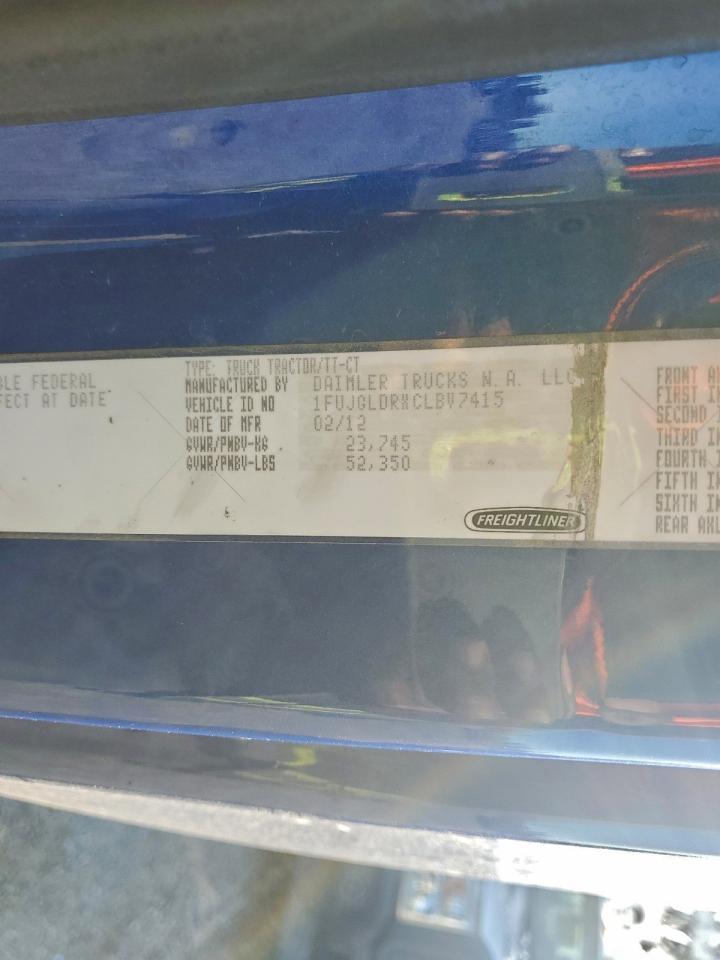 BLE FEDERAL
FECT AT DATE
TYPE: TRUCK TRACTOR/TT-CT
MANUFACTURED BY DAIMLER TRUCKS N.A. LLC
VEHICLE ID NO 1FUJGLDRXCLBV7415
DATE OF MFR 02/12
GVWR/PNBV-KG 23,745
GVWR/PNBV-LBS 52,350
FREIGHTLINER
FRONT A
FIRST I
SECOND
THIRD I
FOURTH
FIFTH I
SIXTH I
REAR AXL